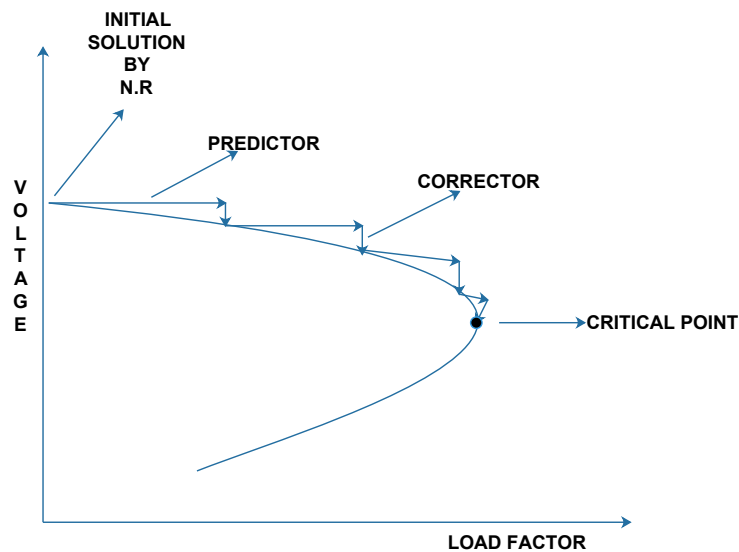 INITIAL
SOLUTION
BY
N.R
PREDICTOR
CORRECTOR
V
O
L
T
A
G
E
CRITICAL POINT
LOAD FACTOR